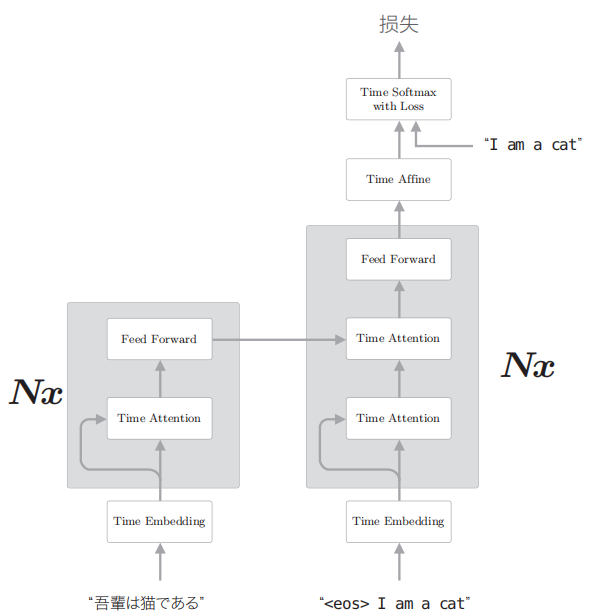 损失
Time Softmax
with Loss
“I am a cat”
Time Affine
Feed Forward
Time Attention
Time Attention
Nx
Time Embedding
“<eos> I am a cat”
Feed Forward
Time Attention
Nx
Time Embedding
“吾輩は猫である”